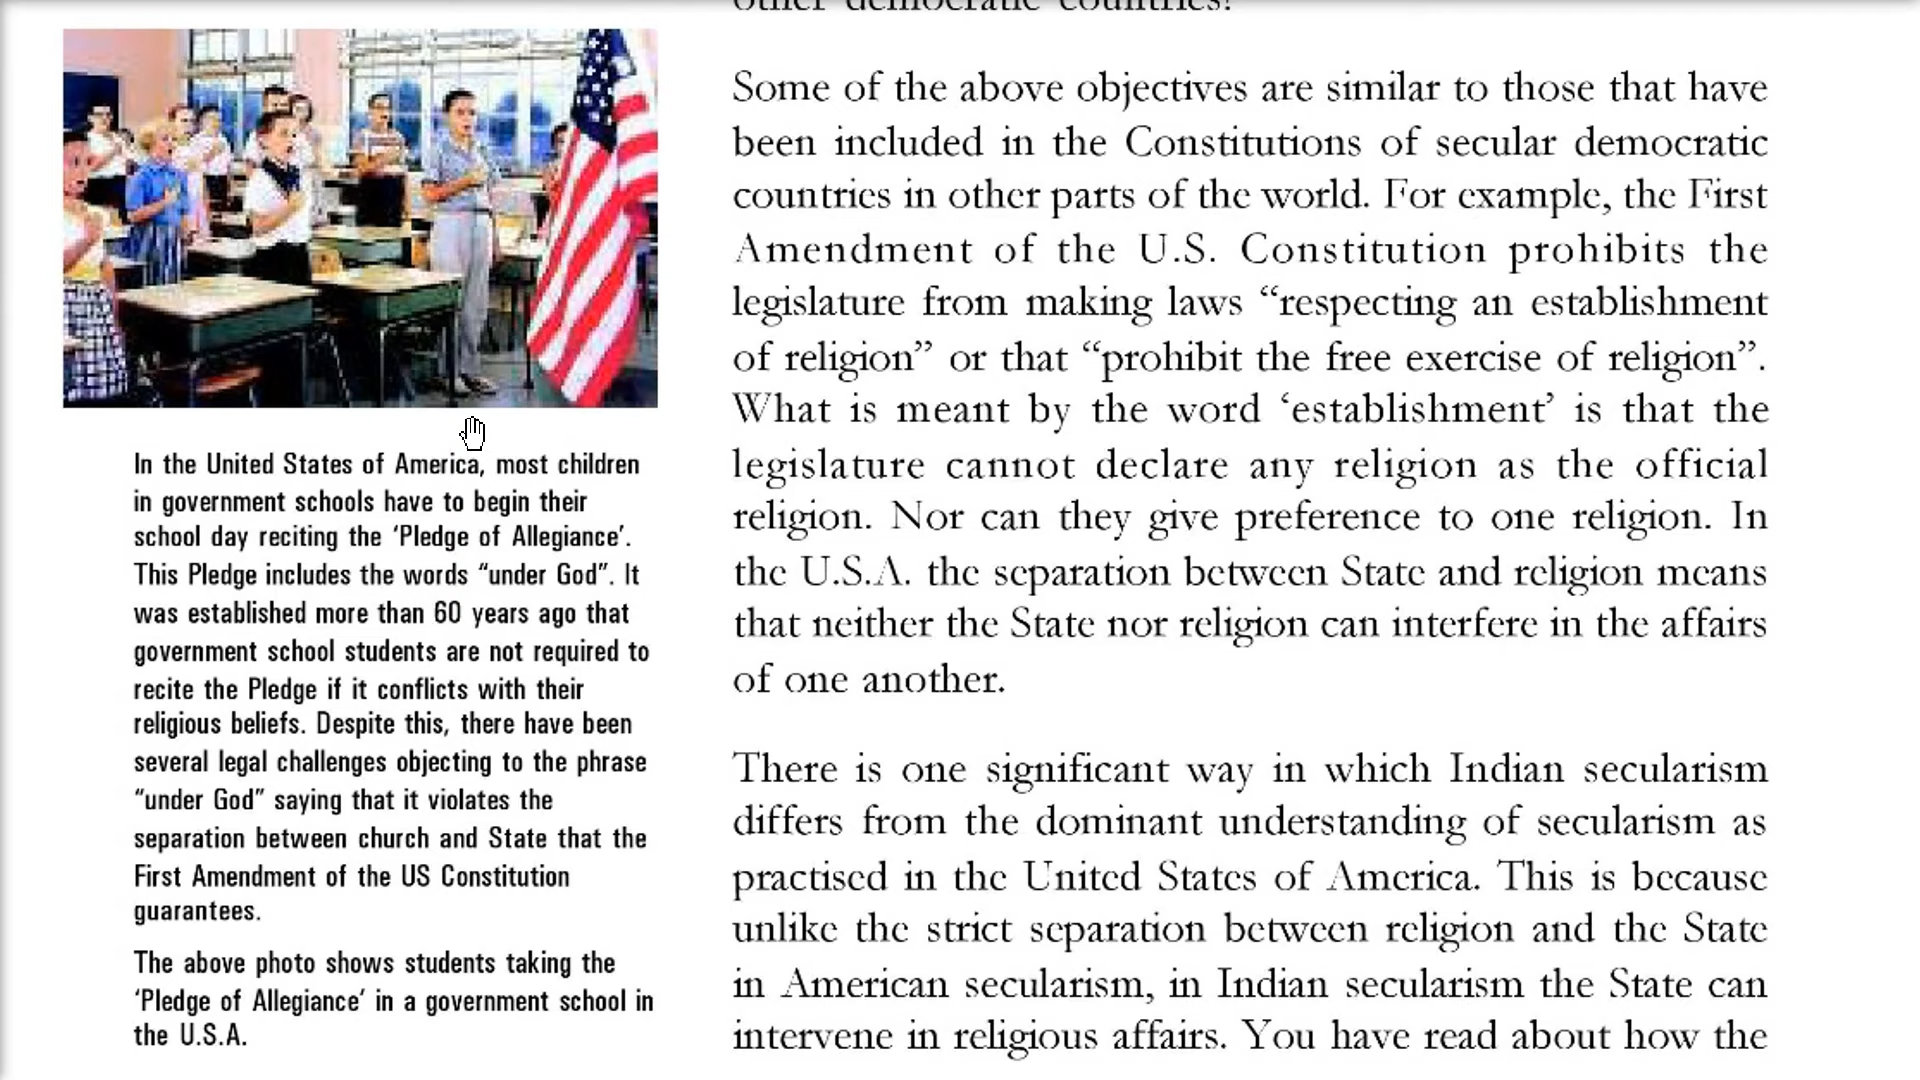 other democratic countries?
Some of the above objectives are similar to those that have
been included in the Constitutions of secular democratic
countries in other parts of the world. For example, the First
Amendment of the U.S. Constitution prohibits the
legislature from making laws “respecting an establishment
of religion” or that “prohibit the free exercise of religion”.
What is meant by the word ‘establishment’ is that the
legislature cannot declare any religion as the official
religion. Nor can they give preference to one religion. In
the U.S.A. the separation between State and religion means
that neither the State nor religion can interfere in the affairs
of one another.
There is one significant way in which Indian secularism
differs from the dominant understanding of secularism as
practised in the United States of America. This is because
unlike the strict separation between religion and the State
in American secularism, in Indian secularism the State can
intervene in religious affairs. You have read about how the
In the United States of America, most children
in government schools have to begin their
school day reciting the ‘Pledge of Allegiance’.
This Pledge includes the words “under God”. It
was established more than 60 years ago that
government school students are not required to
recite the Pledge if it conflicts with their
religious beliefs. Despite this, there have been
several legal challenges objecting to the phrase
“under God” saying that it violates the
separation between church and State that the
First Amendment of the US Constitution
guarantees.
The above photo shows students taking the
‘Pledge of Allegiance’ in a government school in
the U.S.A.